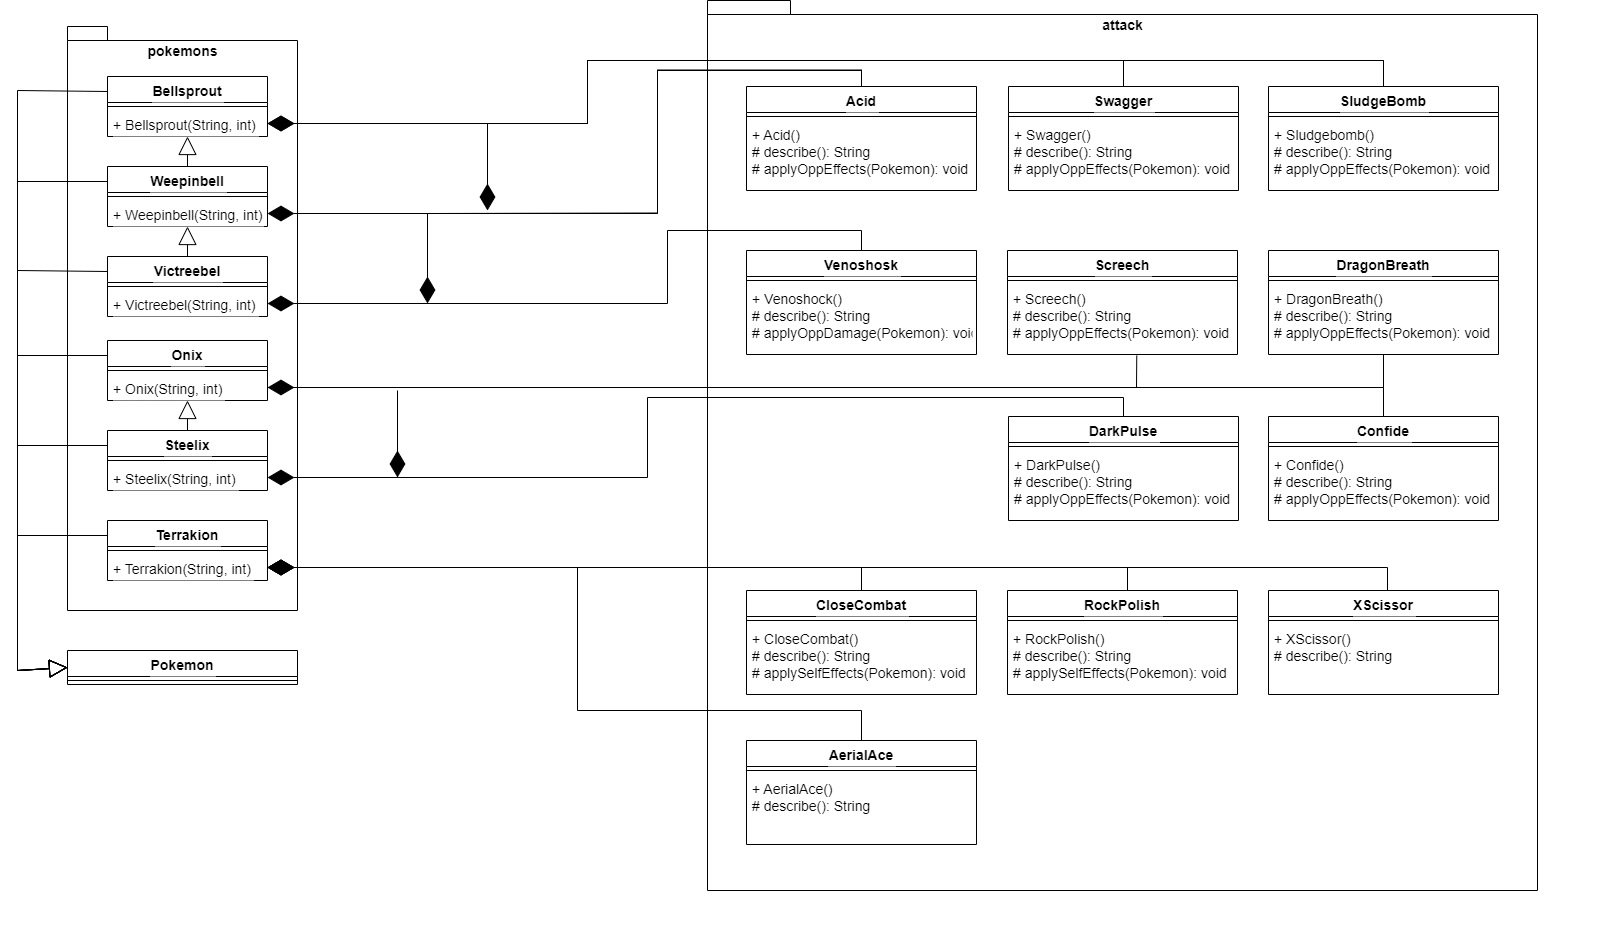 pokemons
Bellsprout
+ Bellsprout(String, int)
Weepinbell
+ Weepinbell(String, int)
Victreebel
+ Victreebel(String, int)
Onix
+ Onix(String, int)
Steelix
+ Steelix(String, int)
Terrakion
+ Terrakion(String, int)
Pokemon
attack
Acid
+ Acid()
# describe(): String
# applyOppEffects(Pokemon): void
Swagger
+ Swagger()
# describe(): String
# applyOppEffects(Pokemon): void
SludgeBomb
+ Sludgebomb()
# describe(): String
# applyOppEffects(Pokemon): void
Venoshosk
+ Venoshock()
# describe(): String
# applyOppDamage(Pokemon): voi
Screech
+ Screech()
# describe(): String
# applyOppEffects(Pokemon): void
DragonBreath
+ DragonBreath()
# describe(): String
# applyOppEffects(Pokemon): void
DarkPulse
+ DarkPulse()
# describe(): String
# applyOppEffects(Pokemon): void
Confide
+ Confide()
# describe(): String
# applyOppEffects(Pokemon): void
CloseCombat
+ CloseCombat()
# describe(): String
# applySelfEffects(Pokemon): void
RockPolish
+ RockPolish()
# describe(): String
# applySelfEffects(Pokemon): void
XScissor
+ XScissor()
# describe(): String
AerialAce
+ AerialAce()
# describe(): String